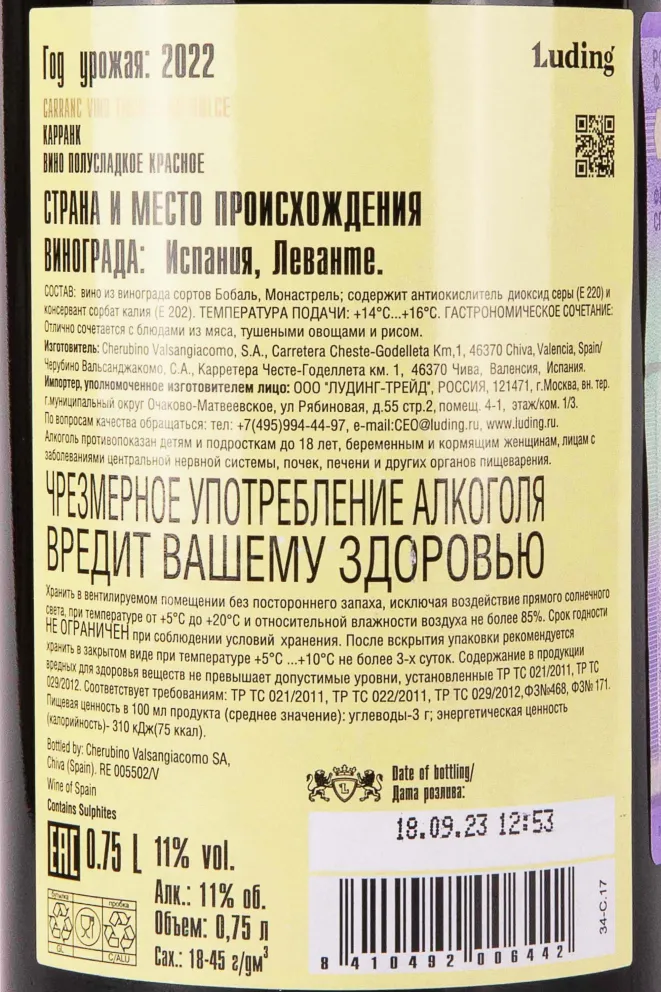 Год урожая: 2022
Luding
CARRANC VINO
КАРРАНК
ВИНО ПОЛУСЛАДКОЕ КРАСНОЕ
СТРАНА И МЕСТО ПРОИСХОЖДЕНИЯ
ВИНОГРАДА: Испания, Леванте.
СОСТАВ: вино из винограда сортов Бобаль, Монастрель; содержит антиокислитель диоксид серы (Е 220) и
консервант сорбат калия (Е 202). ТЕМПЕРАТУРА ПОДАЧИ: +14°С...+16°С. ГАСТРОНОМИЧЕСКОЕ СОЧЕТАНИЕ:
Отлично сочетается с блюдами из мяса, тушеными овощами и рисом.
Изготовитель: Cherubino Valsangiacomo, S.A., Carretera Cheste-Godelleta Km,1, 46370 Chiva, Valencia, Spain/
Черубино Вальсанджакомо, С.А., Карретера Честе-Годеллета км. 1, 46370 Чива, Валенсия, Испания.
Импортер, уполномоченное изготовителем лицо: ООО "ЛУДИНГ-ТРЕЙД", РОССИЯ, 121471, г.Москва, вн. тер.
г.муниципальный округ Очаково-Матвеевское, ул Рябиновая, д.55 стр.2, помещ. 4-1, этаж/ком. 1/3.
По вопросам качества обращаться: тел: +7(495)994-44-97, e-mail:CEO@luding.ru, www.luding.ru.
Алкоголь противопоказан детям и подросткам до 18 лет, беременным и кормящим женщинам, лицам с
заболеваниями центральной нервной системы, почек, печени и других органов пищеварения.
ЧРЕЗМЕРНОЕ УПОТРЕБЛЕНИЕ АЛКОГОЛЯ
ВРЕДИТ ВАШЕМУ ЗДОРОВЬЮ
Хранить в вентилируемом помещении без постороннего запаха, исключая воздействие прямого солнечного
света, при температуре от +5°С до +20°С и относительной влажности воздуха не более 85%. Срок годности
НЕ ОГРАНИЧЕН при соблюдении условий хранения. После вскрытия упаковки рекомендуется
хранить в закрытом виде при температуре +5°С ...+10°С не более 3-х суток. Содержание в продукции
вредных для здоровья веществ не превышает допустимые уровни, установленные ТР ТС 021/2011, ТР ТС
029/2012. Соответствует требованиям: ТР ТС 021/2011, ТР ТС 022/2011, ТР ТС 029/2012,ФЗ№468, ФЗ№ 171.
Пищевая ценность в 100 мл продукта (среднее значение): углеводы-3 г; энергетическая ценность
(калорийность)- 310 кДж(75 ккал).
Bottled by: Cherubino Valsangiacomo SA,
Chiva (Spain). RE 005502/V
Wine of Spain
Contains Sulphites
L
Date of bottling/
Дата розлива:
18.09.23 12:53
EAC 0.75 L 11% vol.
Алк.: 11% об.
Объем: 0,75 л
Сах.: 18-45 г/дм³
бутылка
пробка
GL
C/ALU
8 410492 006442
34-С.17